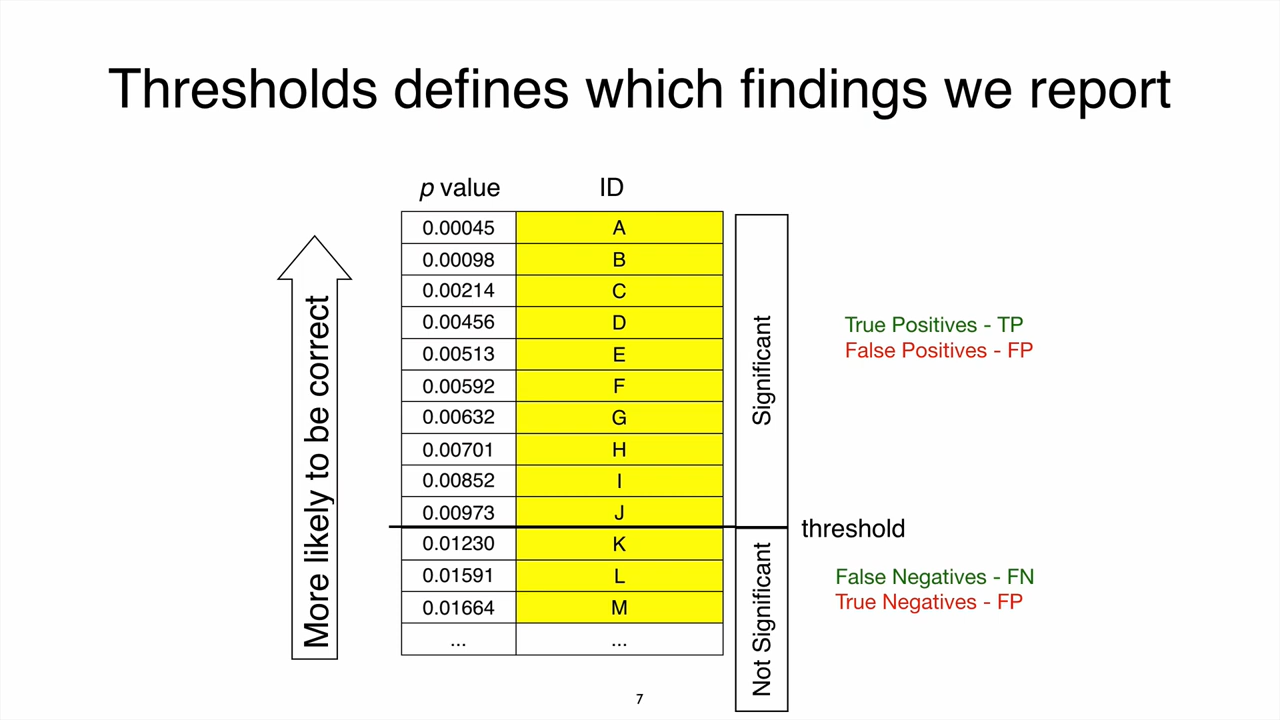 Thresholds defines which findings we report
p value ID
0.00045 A
0.00098 B
0.00214 C
0.00456 D
0.00513 E
0.00592 F
0.00632 G
0.00701 H
0.00852 I
0.00973 J
0.01230 K
0.01591 L
0.01664 M
... ...
More likely to be correct
Significant
Not Significant
True Positives - TP
False Positives - FP
threshold
False Negatives - FN
True Negatives - FP
7